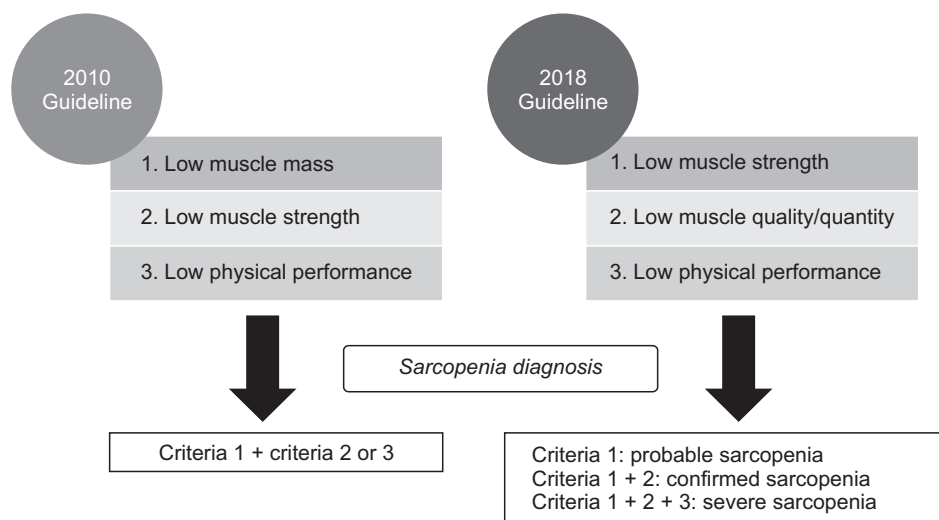 2010
Guideline
1. Low muscle mass
2. Low muscle strength
3. Low physical performance
2018
Guideline
1. Low muscle strength
2. Low muscle quality/quantity
3. Low physical performance
Sarcopenia diagnosis
Criteria 1 + criteria 2 or 3
Criteria 1: probable sarcopenia
Criteria 1 + 2: confirmed sarcopenia
Criteria 1 + 2 + 3: severe sarcopenia